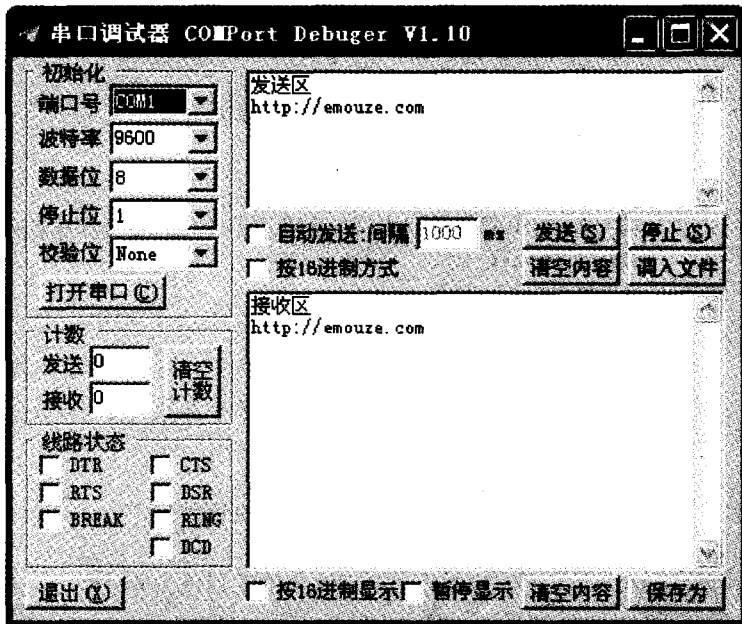 串口调试器 COMPort Debuger V1.10
初始化
端口号 COM1
波特率 9600
数据位 8
停止位 1
校验位 None
打开串口(C)
计数
发送 0
接收 0
清空
计数
线路状态
DTR CTS
RTS DSR
BREAK RING
DCD
退出(X)
发送区
http://emouze.com
自动发送:间隔 1000 ms 发送(S) 停止(S)
按16进制方式 清空内容 调入文件
接收区
http://emouze.com
按16进制显示 暂停显示 清空内容 保存为